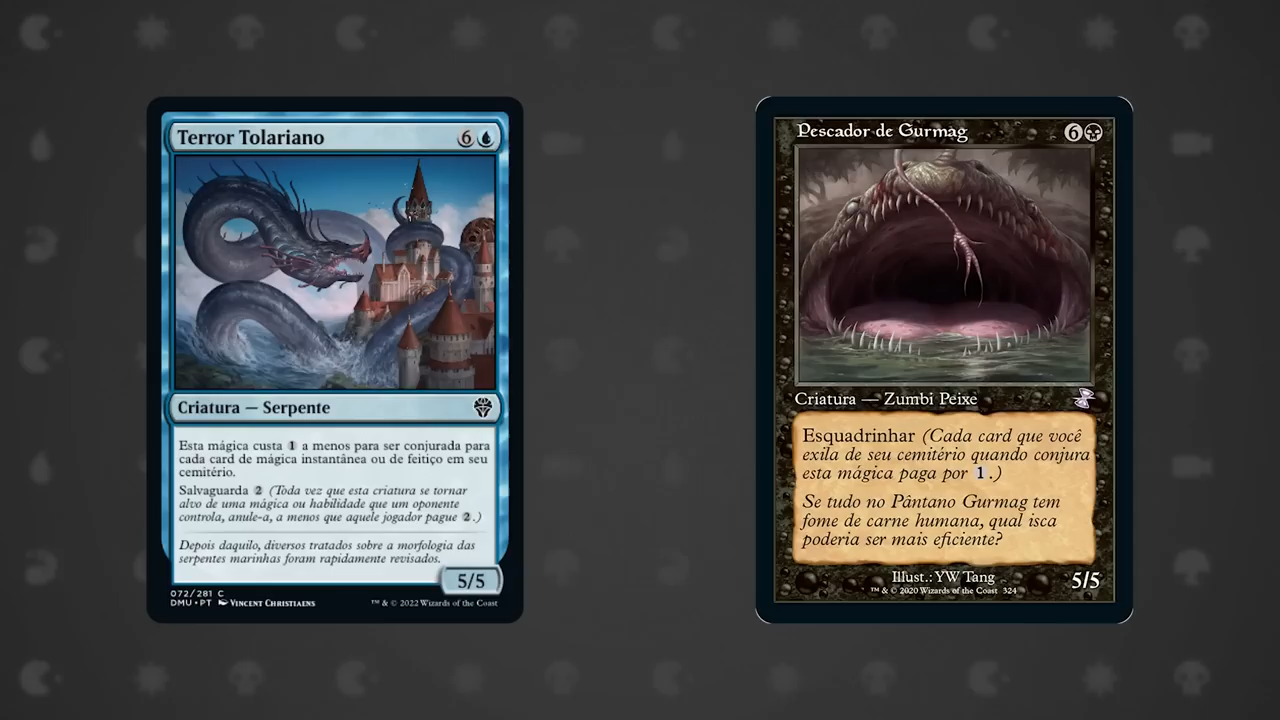 Terror Tolariano 6
Criatura — Serpente
Esta mágica custa 1 a menos para ser conjurada para
cada card de mágica instantânea ou de feitiço em seu
cemitério.
Salvaguarda 2 (Toda vez que esta criatura se tornar
alvo de uma mágica ou habilidade que um oponente
controla, anule-a, a menos que aquele jogador pague 2.)
Depois daquilo, diversos tratados sobre a morfologia das
serpentes marinhas foram rapidamente revisados.
5/5
072/281 C
DMU • PT Vincent Christiaens
™ & © 2022 Wizards of the Coast
Pescador de Gurmag 6
Criatura — Zumbi Peixe
Esquadrinhar (Cada card que você
exila de seu cemitério quando conjura
esta mágica paga por 1.)
Se tudo no Pântano Gurmag tem
fome de carne humana, qual isca
poderia ser mais eficiente?
Illust.: YW Tang
5/5
™ & © 2020 Wizards of the Coast 324